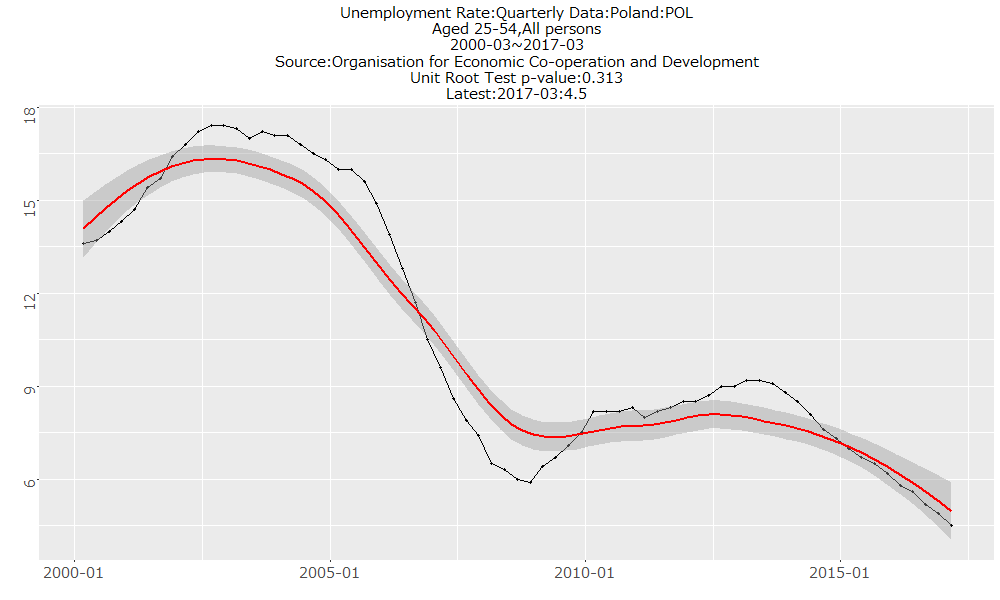 Unemployment Rate:Quarterly Data:Poland:POL
Aged 25-54,All persons
2000-03~2017-03
Source:Organisation for Economic Co-operation and Development
Unit Root Test p-value:0.313
Latest:2017-03:4.5
18
15
12
9
6
2000-01
2005-01
2010-01
2015-01